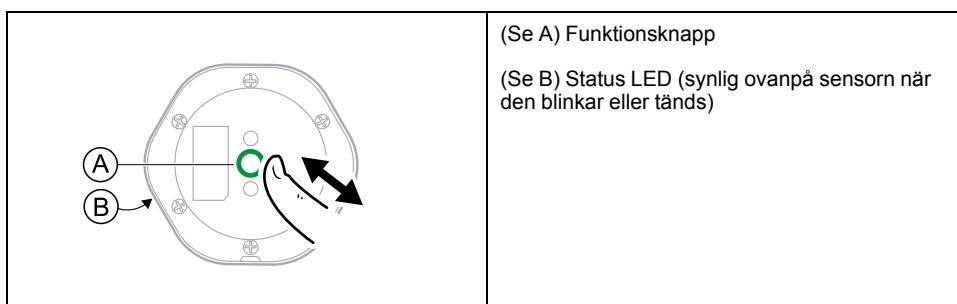 (Se A) Funktionsknapp
(Se B) Status LED (synlig ovanpå sensorn när
den blinkar eller tänds)
A
B